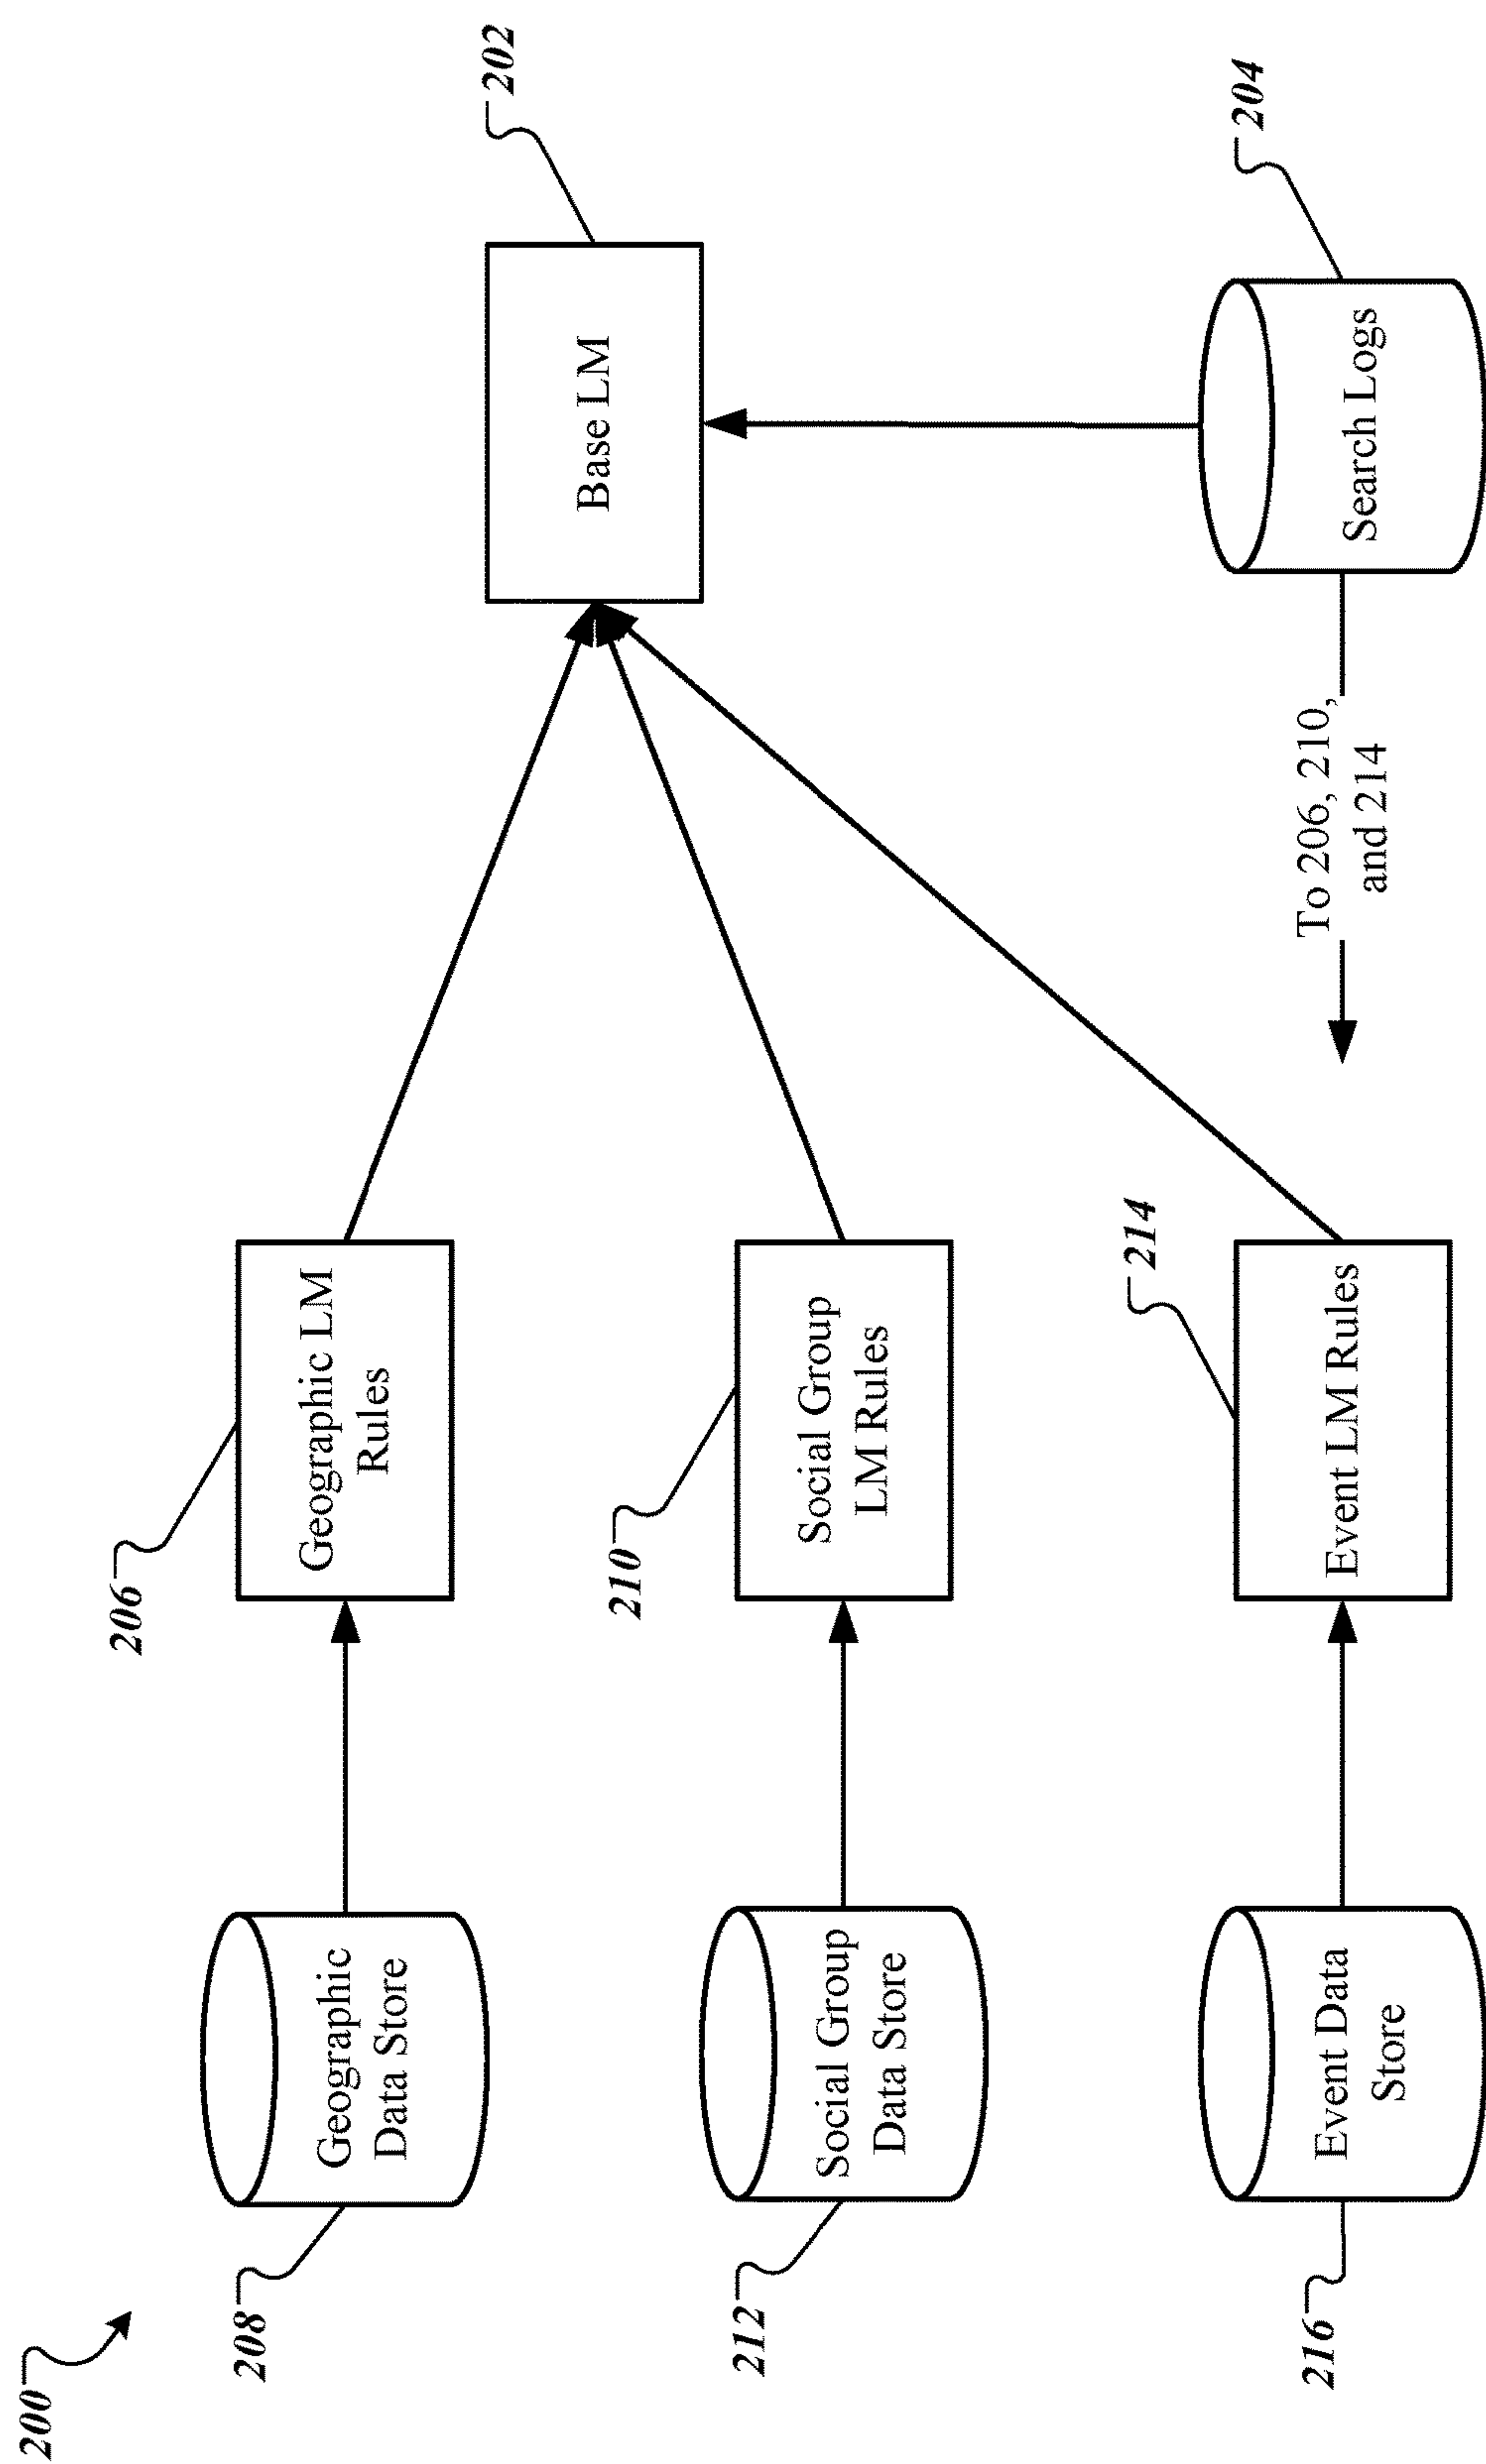 200
208
Geographic
Data Store
206
Geographic LM
Rules
202
Base LM
212
Social Group
Data Store
210
Social Group
LM Rules
216
Event Data
Store
214
Event LM Rules
To 206, 210,
and 214
204
Search Logs